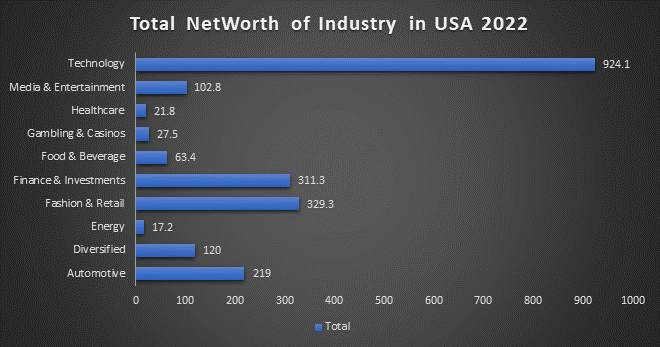 Total NetWorth of Industry in USA 2022
Technology 924.1
Media & Entertainment 102.8
Healthcare 21.8
Gambling & Casinos 27.5
Food & Beverage 63.4
Finance & Investments 311.3
Fashion & Retail 329.3
Energy 17.2
Diversified 120
Automotive 219
0 100 200 300 400 500 600 700 800 900 1000
Total